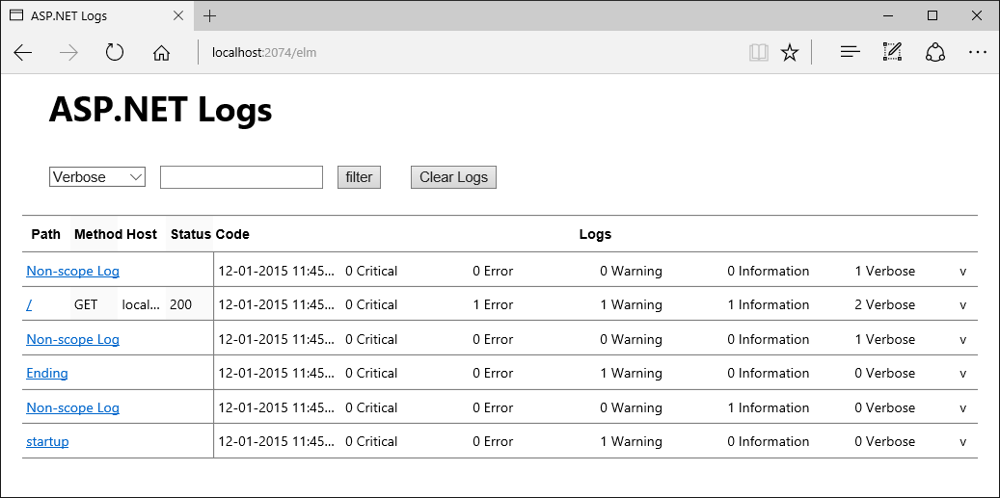 ASP.NET Logs
localhost:2074/elm
ASP.NET Logs
Verbose filter Clear Logs
Path Method Host Status Code Logs
Non-scope Log 12-01-2015 11:45... 0 Critical 0 Error 0 Warning 0 Information 1 Verbose v
/ GET local... 200 12-01-2015 11:45... 0 Critical 1 Error 1 Warning 1 Information 2 Verbose v
Non-scope Log 12-01-2015 11:45... 0 Critical 0 Error 0 Warning 0 Information 1 Verbose v
Ending 12-01-2015 11:45... 0 Critical 0 Error 1 Warning 0 Information 0 Verbose v
Non-scope Log 12-01-2015 11:45... 0 Critical 0 Error 0 Warning 1 Information 0 Verbose v
startup 12-01-2015 11:45... 0 Critical 0 Error 1 Warning 0 Information 0 Verbose v